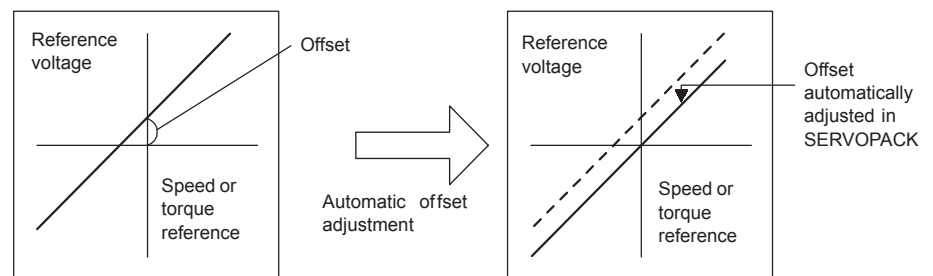 Reference
voltage
Offset
Speed or
torque
reference
Automatic offset
adjustment
Reference
voltage
Speed or
torque
reference
Offset
automatically
adjusted in
SERVOPACK